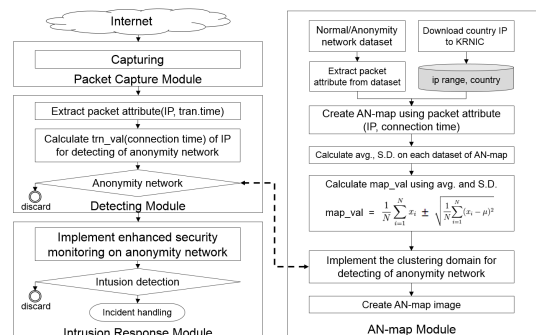 Internet
Capturing
Packet Capture Module
Extract packet attribute(IP, tran.time)
Calculate trn_val(connection time) of IP
for detecting of anonymity network
Anonymity network
discard
Detecting Module
Implement enhanced security
monitoring on anonymity network
Intusion detection
discard
Incident handling
Intrusion Response Module
Normal/Anonymity
network dataset
Download country IP
to KRNIC
Extract packet
attribute from dataset
ip range, country
Create AN-map using packet attribute
(IP, connection time)
Calculate avg., S.D. on each dataset of AN-map
Calculate map_val using avg. and S.D.
map_val = 1/N ∑_{i=1}^{N} x_i ± √(1/N ∑_{i=1}^{N} (x_i − μ)²)
Implement the clustering domain for
detecting of anonymity network
Create AN-map image
AN-map Module